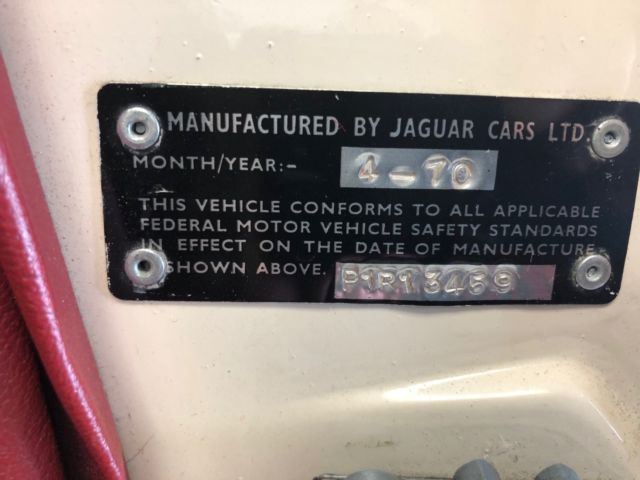 MANUFACTURED BY JAGUAR CARS LTD.
MONTH/YEAR:- 4-70
THIS VEHICLE CONFORMS TO ALL APPLICABLE
FEDERAL MOTOR VEHICLE SAFETY STANDARDS
IN EFFECT ON THE DATE OF MANUFACTURE
SHOWN ABOVE. P1R13459